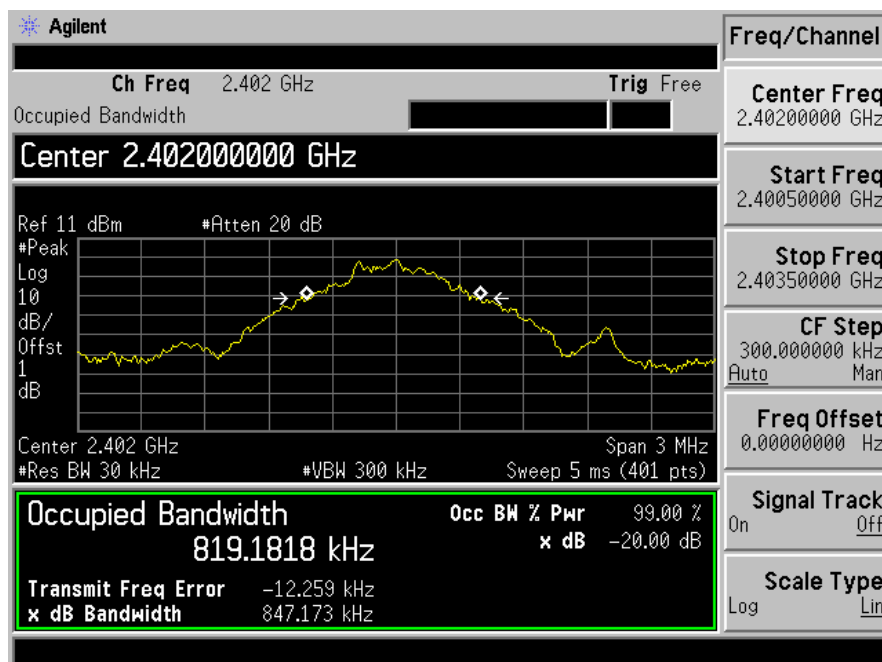 Agilent
Freq/Channel
Ch Freq 2.402 GHz Trig Free
Occupied Bandwidth
Center 2.402000000 GHz
Ref 11 dBm #Atten 20 dB
#Peak
Log
10
dB/
Offst
1
dB
Center 2.402 GHz Span 3 MHz
#Res BW 30 kHz #VBW 300 kHz Sweep 5 ms (401 pts)
Occupied Bandwidth
819.1818 kHz
Occ BW % Pwr 99.00 %
x dB -20.00 dB
Transmit Freq Error -12.259 kHz
x dB Bandwidth 847.173 kHz
Center Freq
2.40200000 GHz
Start Freq
2.40050000 GHz
Stop Freq
2.40350000 GHz
CF Step
300.000000 kHz
Auto Man
Freq Offset
0.00000000 Hz
Signal Track
On Off
Scale Type
Log Lin